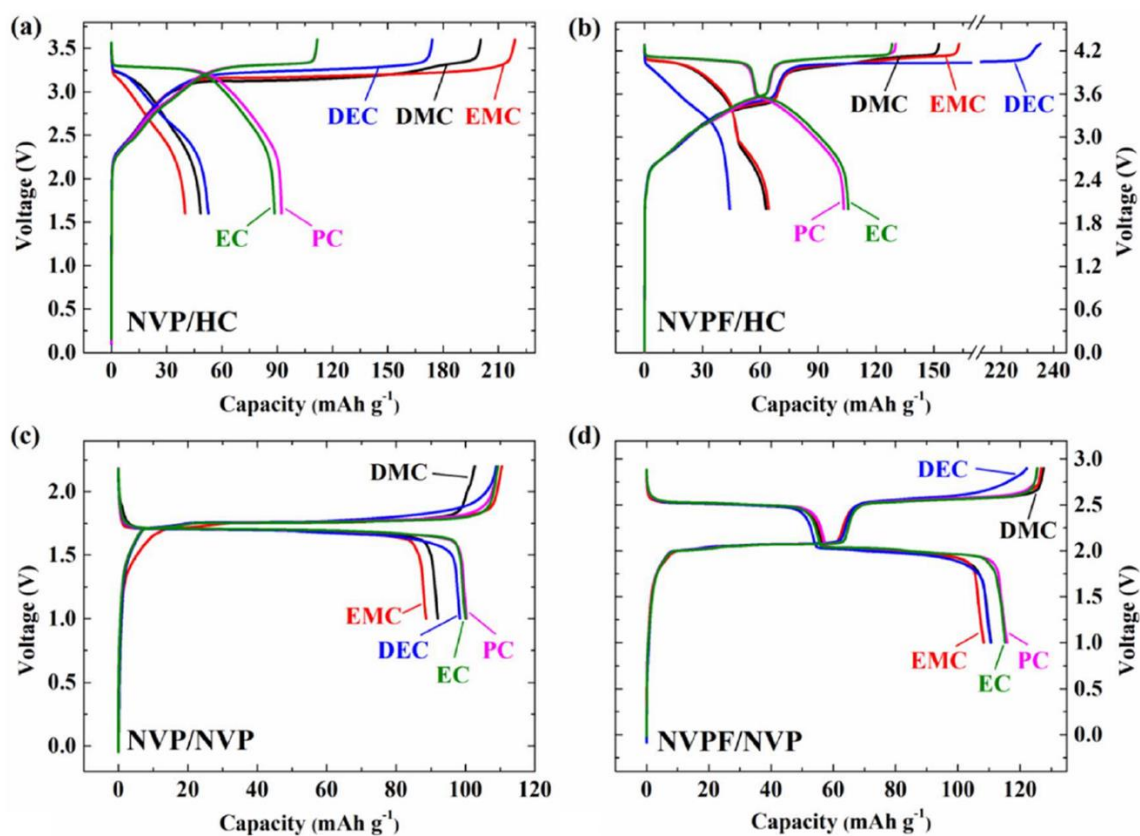 (a)
3.5
3.0
2.5
2.0
1.5
1.0
0.5
0.0
Voltage (V)
DEC DMC EMC
EC PC
NVP/HC
0 30 60 90 120 150 180 210
Capacity (mAh g⁻¹)
(b)
4.2
3.6
3.0
2.4
1.8
1.2
0.6
0.0
Voltage (V)
DMC EMC DEC
PC EC
NVPF/HC
0 30 60 90 120 150 220 240
Capacity (mAh g⁻¹)
(c)
2.0
1.5
1.0
0.5
0.0
Voltage (V)
DMC
EMC
DEC PC
EC
NVP/NVP
0 20 40 60 80 100 120
Capacity (mAh g⁻¹)
(d)
3.0
2.5
2.0
1.5
1.0
0.5
0.0
Voltage (V)
DEC
DMC
EMC PC
EC
NVPF/NVP
0 20 40 60 80 100 120
Capacity (mAh g⁻¹)